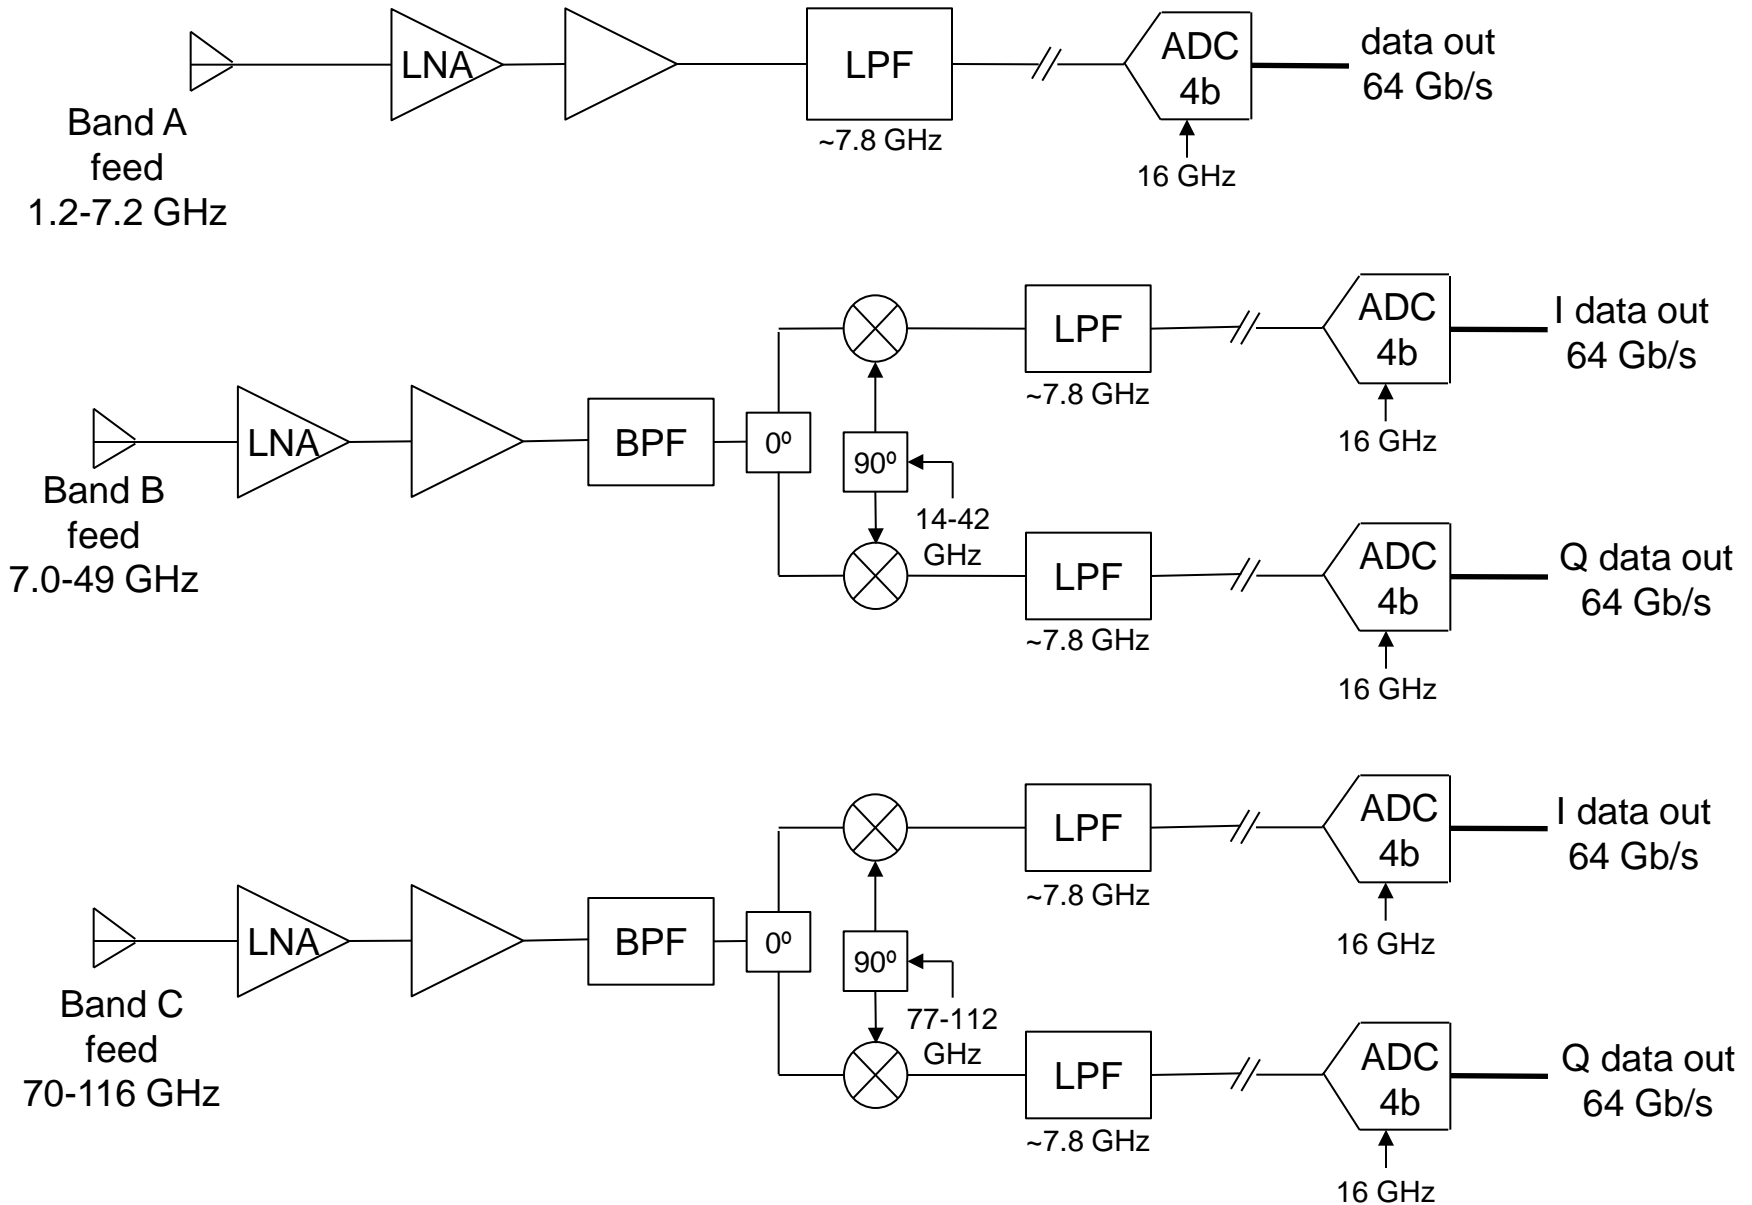 LNA
LPF
ADC
4b
data out
64 Gb/s
Band A
feed
1.2-7.2 GHz
~7.8 GHz
16 GHz
LNA
BPF
0º
90º
14-42
GHz
LPF
~7.8 GHz
ADC
4b
16 GHz
I data out
64 Gb/s
Band B
feed
7.0-49 GHz
LPF
~7.8 GHz
ADC
4b
16 GHz
Q data out
64 Gb/s
LNA
BPF
0º
90º
77-112
GHz
LPF
~7.8 GHz
ADC
4b
16 GHz
I data out
64 Gb/s
Band C
feed
70-116 GHz
LPF
~7.8 GHz
ADC
4b
16 GHz
Q data out
64 Gb/s